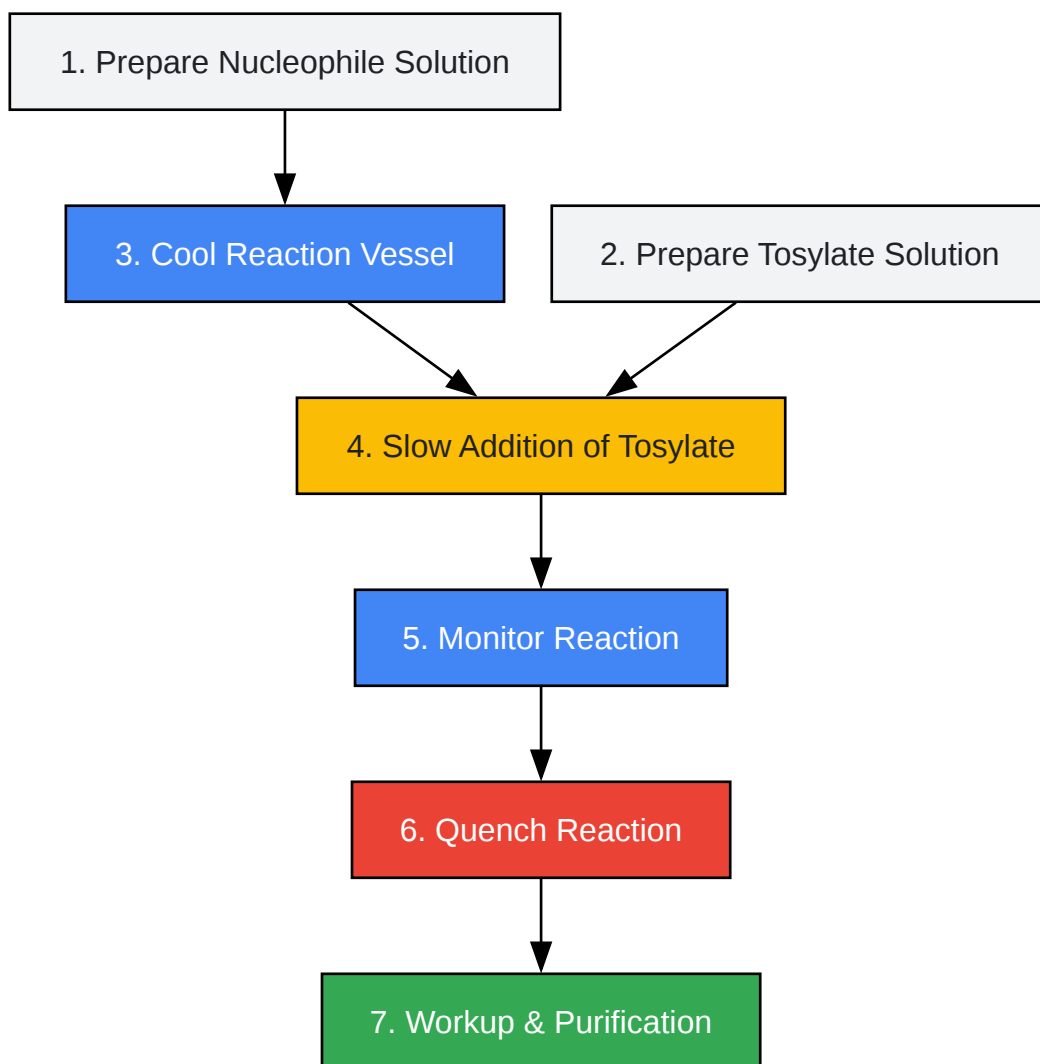 1. Prepare Nucleophile Solution
3. Cool Reaction Vessel
2. Prepare Tosylate Solution
4. Slow Addition of Tosylate
5. Monitor Reaction
6. Quench Reaction
7. Workup & Purification